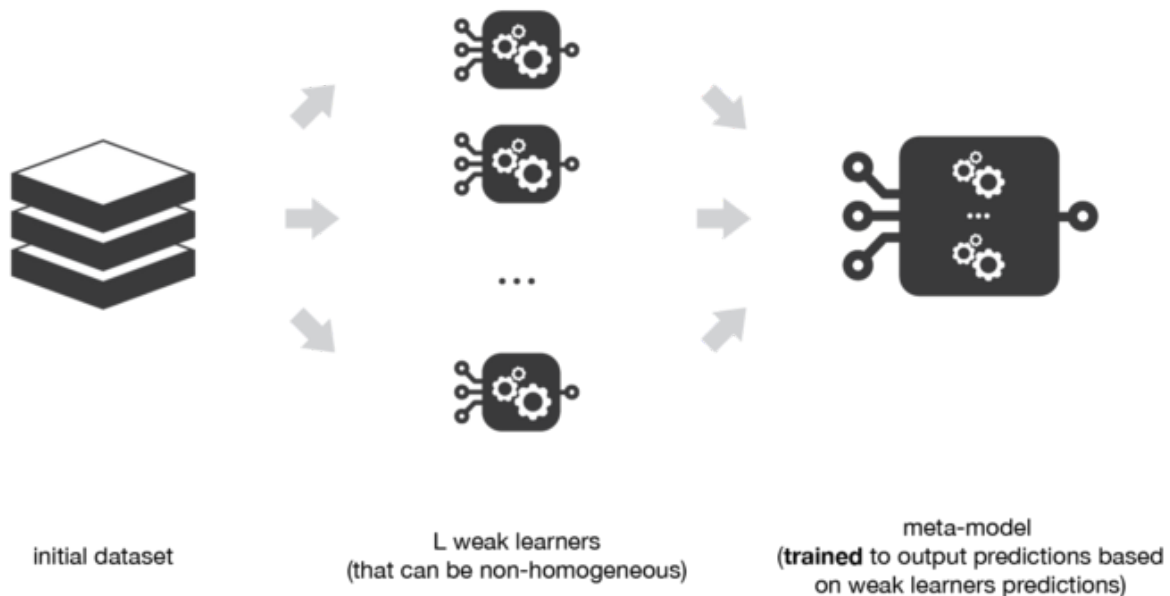 ...
...
initial dataset
L weak learners
(that can be non-homogeneous)
meta-model
(trained to output predictions based
on weak learners predictions)